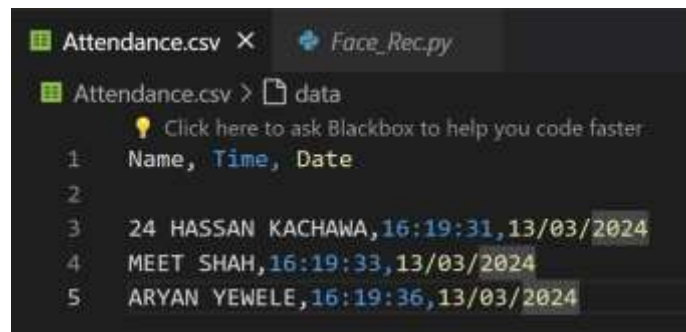 Attendance.csv X Face_Rec.py
Attendance.csv > data
Click here to ask Blackbox to help you code faster
1 Name, Time, Date
2
3 24 HASSAN KACHAWA,16:19:31,13/03/2024
4 MEET SHAH,16:19:33,13/03/2024
5 ARYAN YEWELE,16:19:36,13/03/2024